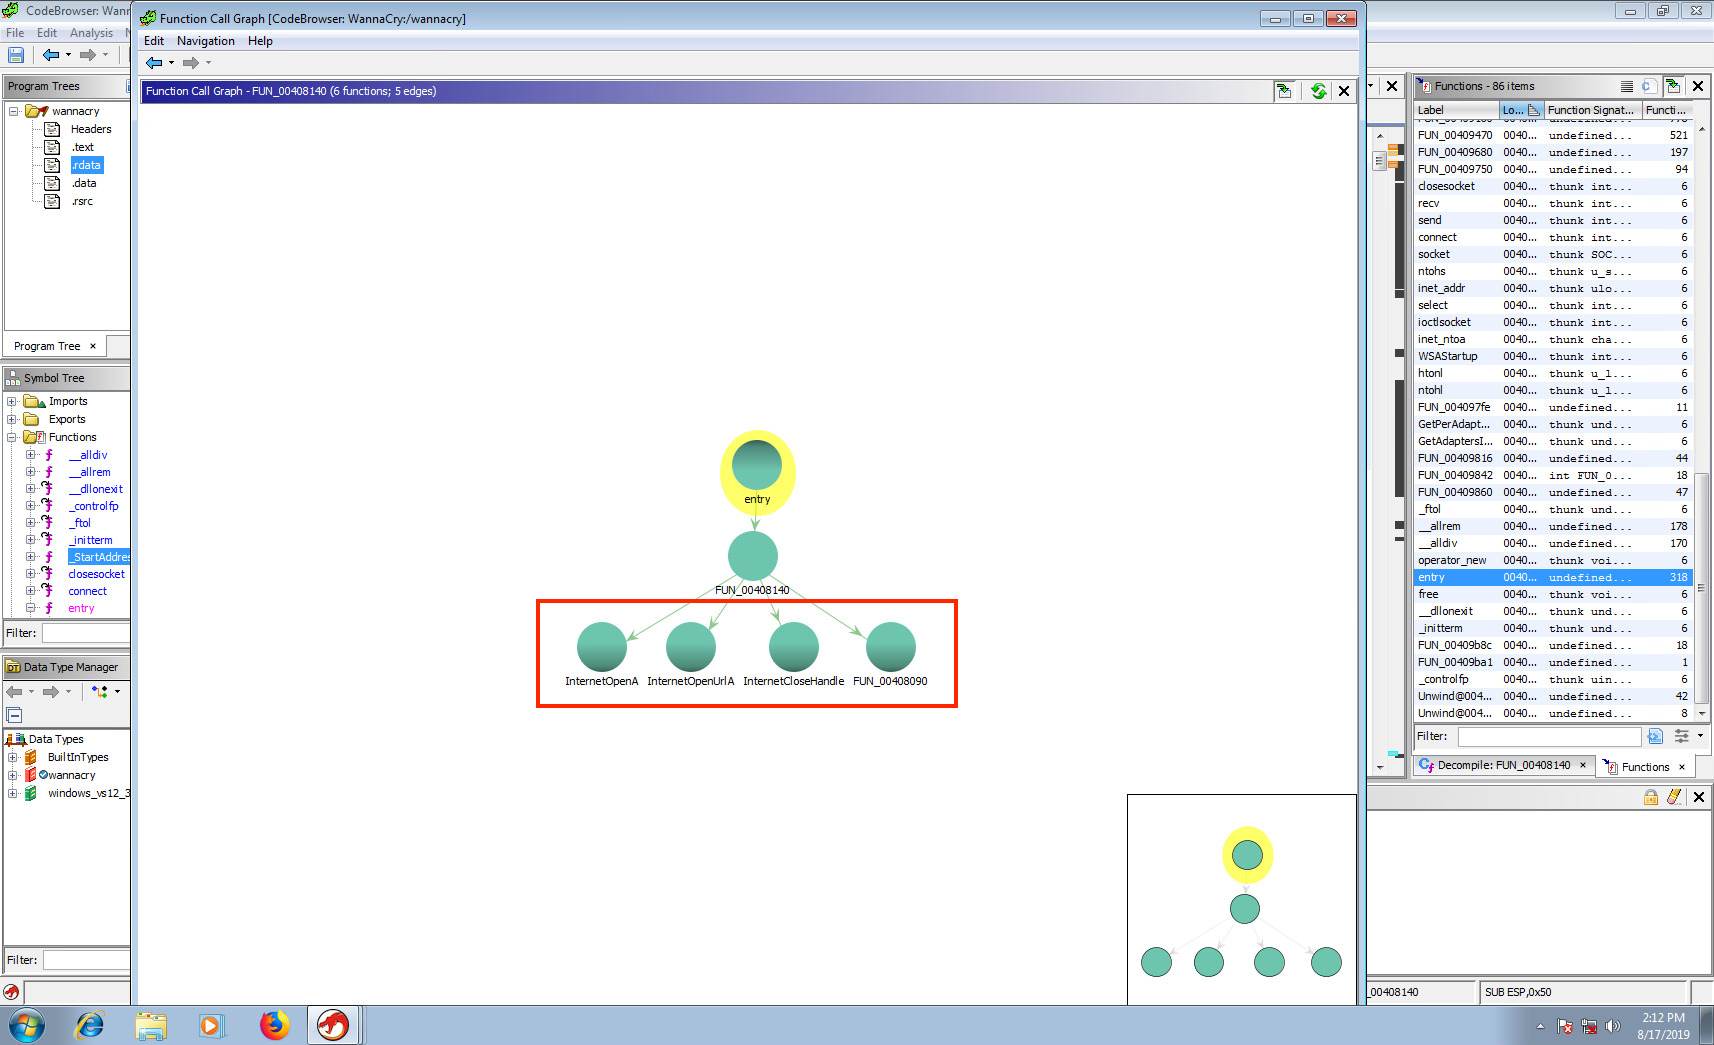 CodeBrowser: Wann
File Edit Analysis N
Program Trees
wannacry
Headers
.text
.rdata
.data
.rsrc
Program Tree ×
Symbol Tree
Imports
Exports
Functions
f __alldiv
f __allrem
f __dllonexit
f _controlfp
f _ftol
f _initterm
f _StartAddres
f closesocket
f connect
f entry
Filter:
Data Type Manager
Data Types
BuiltInTypes
wannacry
windows_vs12_3
Filter:
Function Call Graph [CodeBrowser: WannaCry:/wannacry]
Edit Navigation Help
Function Call Graph - FUN_00408140 (6 functions; 5 edges)
entry
FUN_00408140
InternetOpenA InternetOpenUrlA InternetCloseHandle FUN_00408090
Functions - 86 items
Label Lo... Function Signat... Functi...
FUN_00409470 0040... undefined... 521
FUN_00409680 0040... undefined... 197
FUN_00409750 0040... undefined... 94
closesocket 0040... thunk int... 6
recv 0040... thunk int... 6
send 0040... thunk int... 6
connect 0040... thunk int... 6
socket 0040... thunk SOC... 6
ntohs 0040... thunk u_s... 6
inet_addr 0040... thunk ulo... 6
select 0040... thunk int... 6
ioctlsocket 0040... thunk int... 6
inet_ntoa 0040... thunk cha... 6
WSAStartup 0040... thunk int... 6
htonl 0040... thunk u_l... 6
ntohl 0040... thunk u_l... 6
FUN_004097fe 0040... undefined... 11
GetPerAdapt... 0040... thunk und... 6
GetAdaptersI... 0040... thunk und... 6
FUN_00409816 0040... undefined... 44
FUN_00409842 0040... int FUN_0... 18
FUN_00409860 0040... undefined... 47
_ftol 0040... thunk und... 6
__allrem 0040... undefined... 178
__alldiv 0040... undefined... 170
operator_new 0040... thunk voi... 6
entry 0040... undefined... 318
free 0040... thunk voi... 6
__dllonexit 0040... thunk und... 6
_initterm 0040... thunk und... 6
FUN_00409b8c 0040... undefined... 18
FUN_00409ba1 0040... undefined... 1
_controlfp 0040... thunk uin... 6
Unwind@004... 0040... undefined... 42
Unwind@004... 0040... undefined... 8
Filter:
Decompile: FUN_00408140 × Functions ×
_00408140 SUB ESP,0x50
2:12 PM
8/17/2019